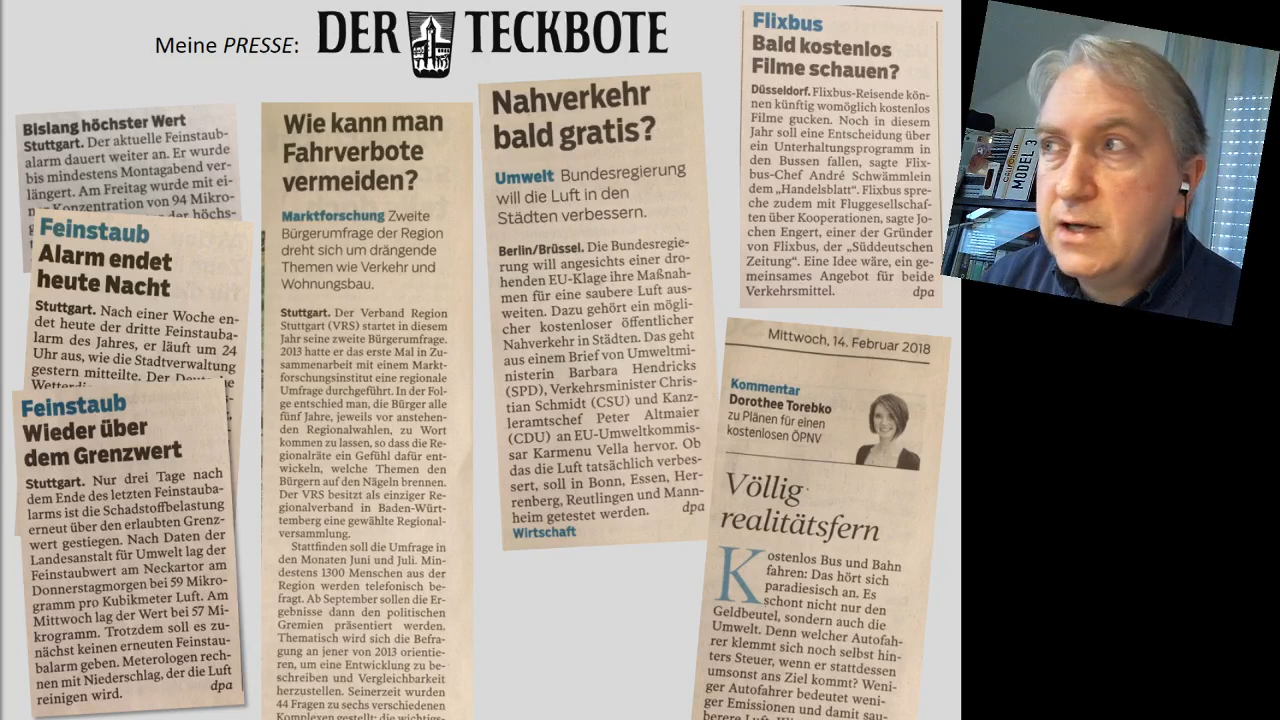 Meine PRESSE: DER TECKBOTE
Bislang höchster Wert
Stuttgart. Der aktuelle Feinstaub-
alarm dauert weiter an. Er wurde
bis mindestens Montagabend ver-
längert. Am Freitag wurde mit ei-
Konzentration von 94 Mikro-
der höchs-
Feinstaub
Alarm endet
heute Nacht
Stuttgart. Nach einer Woche en-
det heute der dritte Feinstauba-
larm des Jahres, er läuft um 24
Uhr aus, wie die Stadtverwaltung
gestern mitteilte. Der
Feinstaub
Wieder über
dem Grenzwert
Stuttgart. Nur drei Tage nach
dem Ende des letzten Feinstauba-
larms ist die Schadstoffbelastung
erneut über den erlaubten Grenz-
wert gestiegen. Nach Daten der
Landesanstalt für Umwelt lag der
Feinstaubwert am Neckartor am
Donnerstagmorgen bei 59 Mikro-
gramm pro Kubikmeter Luft. Am
Mittwoch lag der Wert bei 57 Mi-
krogramm. Trotzdem soll es zu-
nächst keinen erneuten Feinstau-
balarm geben. Meterologen rech-
nen mit Niederschlag, der die Luft
reinigen wird. dpa
Wie kann man
Fahrverbote
vermeiden?
Marktforschung Zweite
Bürgerumfrage der Region
dreht sich um drängende
Themen wie Verkehr und
Wohnungsbau.
Stuttgart. Der Verband Region
Stuttgart (VRS) startet in diesem
Jahr seine zweite Bürgerumfrage.
2013 hatte er das erste Mal in Zu-
sammenarbeit mit einem Markt-
forschungsinstitut eine regionale
Umfrage durchgeführt. In der Fol-
ge entschied man, die Bürger alle
fünf Jahre, jeweils vor anstehen-
den Regionalwahlen, zu Wort
kommen zu lassen, so dass die Re-
gionalräte ein Gefühl dafür ent-
wickeln, welche Themen den
Bürgern auf den Nägeln brennen.
Der VRS besitzt als einziger Re-
gionalverband in Baden-Würt-
temberg eine gewählte Regional-
versammlung.
Stattfinden soll die Umfrage in
den Monaten Juni und Juli. Min-
destens 1300 Menschen aus der
Region werden telefonisch be-
fragt. Ab September sollen die Er-
gebnisse dann den politischen
Gremien präsentiert werden.
Thematisch wird sich die Befra-
gung an jener von 2013 orientie-
ren, um eine Entwicklung zu be-
schreiben und Vergleichbarkeit
herzustellen. Seinerzeit wurden
44 Fragen zu sechs verschiedenen
Komplexen gestellt: die wichtigs-
Nahverkehr
bald gratis?
Umwelt Bundesregierung
will die Luft in den
Städten verbessern.
Berlin/Brüssel. Die Bundesregie-
rung will angesichts einer dro-
henden EU-Klage ihre Maßnah-
men für eine saubere Luft aus-
weiten. Dazu gehört ein mögli-
cher kostenloser öffentlicher
Nahverkehr in Städten. Das geht
aus einem Brief von Umweltmi-
nisterin Barbara Hendricks
(SPD), Verkehrsminister Chris-
tian Schmidt (CSU) und Kanz-
leramtschef Peter Altmaier
(CDU) an EU-Umweltkommis-
sar Karmenu Vella hervor. Ob
das die Luft tatsächlich verbes-
sert, soll in Bonn, Essen, Her-
renberg, Reutlingen und Mann-
heim getestet werden. dpa
Wirtschaft
Flixbus
Bald kostenlos
Filme schauen?
Düsseldorf. Flixbus-Reisende kön-
nen künftig womöglich kostenlos
Filme gucken. Noch in diesem
Jahr soll eine Entscheidung über
ein Unterhaltungsprogramm in
den Bussen fallen, sagte Flix-
bus-Chef André Schwämmlein
dem „Handelsblatt“. Flixbus spre-
che zudem mit Fluggesellschaf-
ten über Kooperationen, sagte Jo-
chen Engert, einer der Gründer
von Flixbus, der „Süddeutschen
Zeitung“. Eine Idee wäre, ein ge-
meinsames Angebot für beide
Verkehrsmittel. dpa
Mittwoch, 14. Februar 2018
Kommentar
Dorothee Torebko
zu Plänen für einen
kostenlosen ÖPNV
Völlig
realitätsfern
Kostenlos Bus und Bahn
fahren: Das hört sich
paradiesisch an. Es
schont nicht nur den
Geldbeutel, sondern auch die
Umwelt. Denn welcher Autofah-
rer klemmt sich noch selbst hin-
ters Steuer, wenn er stattdessen
umsonst ans Ziel kommt? Weni-
ger Autofahrer bedeutet weni-
ger Emissionen und damit sau-
MODEL 3